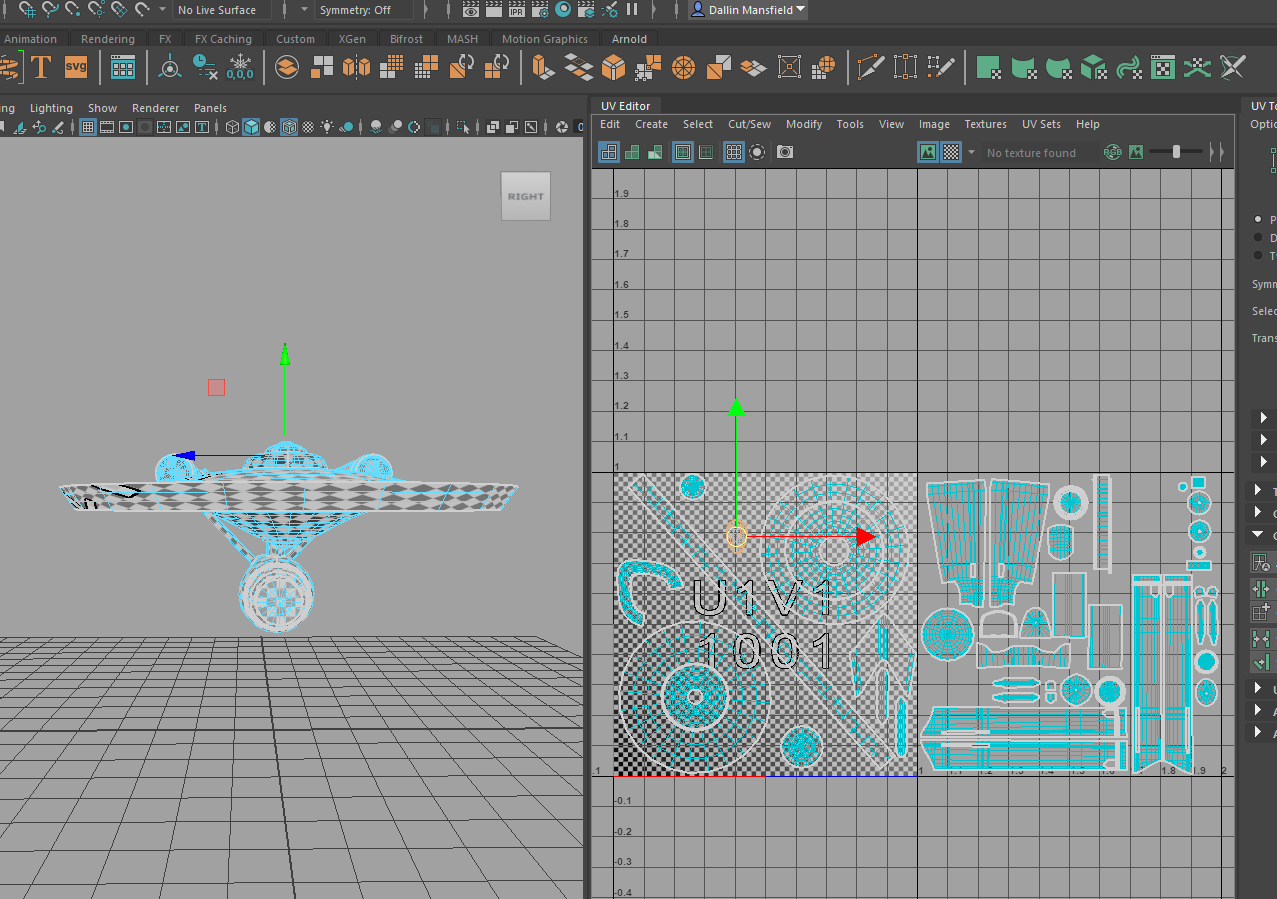 No Live Surface Symmetry: Off IPR Dallin Mansfield
Animation Rendering FX FX Caching Custom XGen Bifrost MASH Motion Graphics Arnold
T svg 0,0,0
ng Lighting Show Renderer Panels
UV Editor UV To
Edit Create Select Cut/Sew Modify Tools View Image Textures UV Sets Help Optio
No texture found RGB
RIGHT
1.9
1.8
1.7
1.6
1.5
1.4
1.3
1.2
1.1
1
P
D
T
Symm
Selec
Trans
U1V1
1001
.1 1 1.1 1.2 1.3 1.4 1.5 1.6 1.8 1.9 2
-0.1
-0.2
-0.3
-0.4